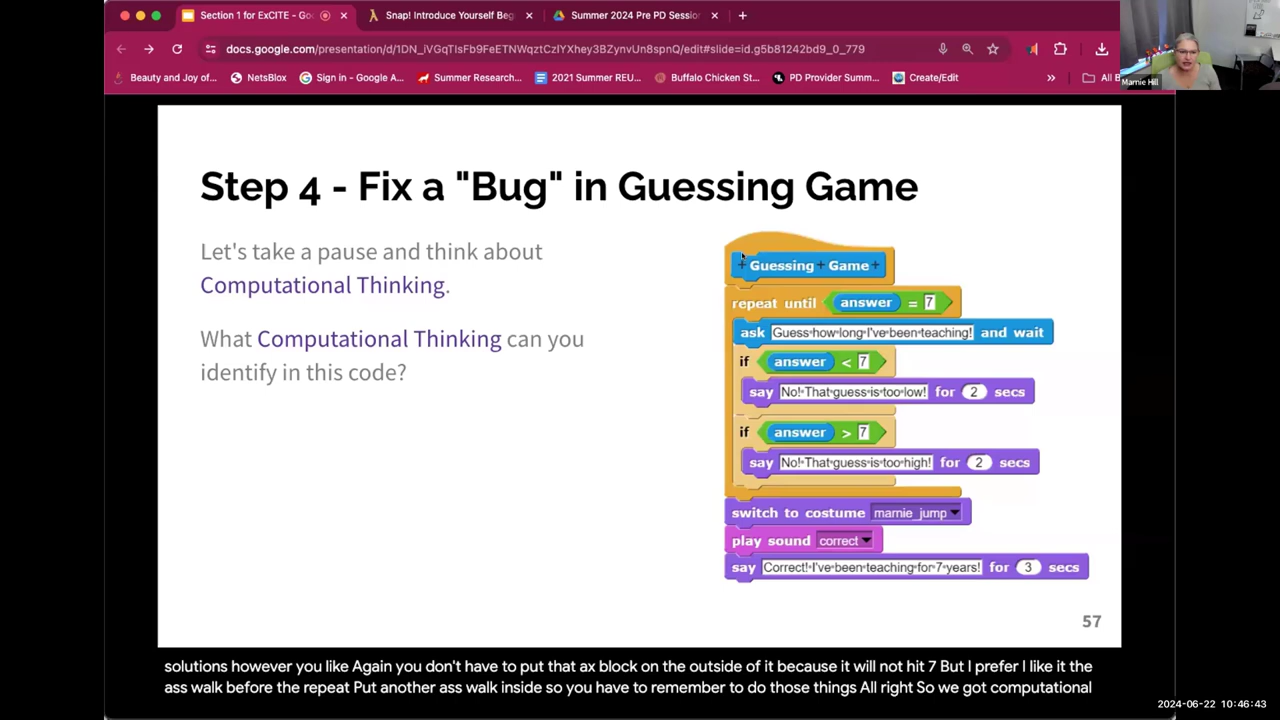 Section 1 for ExCITE - Goo
Snap! Introduce Yourself Beg
Summer 2024 Pre PD Sessio
docs.google.com/presentation/d/1DN_iVGqTIsFb9FeETNWqztCzIYXhey3BZynvUn8spnQ/edit#slide=id.g5b81242bd9_0_779
Beauty and Joy of...
NetsBlox
Sign in - Google A...
Summer Research...
2021 Summer REU...
Buffalo Chicken St...
PD Provider Summ...
Create/Edit
» All B
Marnie Hill
Step 4 - Fix a "Bug" in Guessing Game
Let's take a pause and think about
Computational Thinking.
What Computational Thinking can you
identify in this code?
+ Guessing + Game +
repeat until answer = 7
ask Guess how long I've been teaching! and wait
if answer < 7
say No! That guess is too low! for 2 secs
if answer > 7
say No! That guess is too high! for 2 secs
switch to costume marnie_jump
play sound correct
say Correct! I've been teaching for 7 years! for 3 secs
57
solutions however you like Again you don't have to put that ax block on the outside of it because it will not hit 7 But I prefer I like it the
ass walk before the repeat Put another ass walk inside so you have to remember to do those things All right So we got computational
2024-06-22 10:46:43